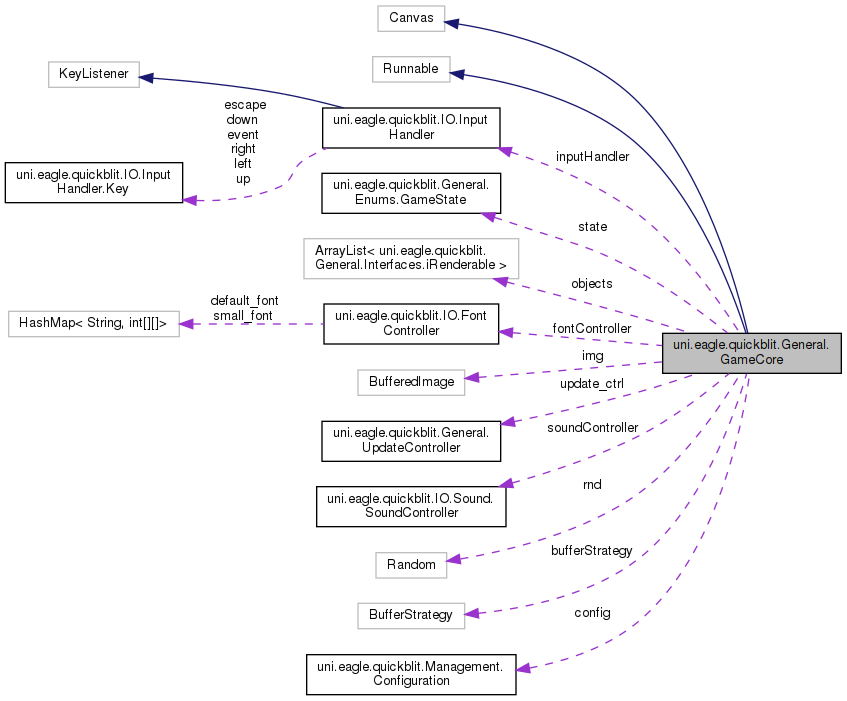 Canvas
Runnable
KeyListener
escape
down
event
right
left
up
uni.eagle.quickblit.IO.Input
Handler
inputHandler
uni.eagle.quickblit.IO.Input
Handler.Key
uni.eagle.quickblit.General.
Enums.GameState
state
ArrayList< uni.eagle.quickblit.
General.Interfaces.iRenderable >
objects
HashMap< String, int[][]>
default_font
small_font
uni.eagle.quickblit.IO.Font
Controller
fontController
uni.eagle.quickblit.General.
GameCore
img
BufferedImage
update_ctrl
uni.eagle.quickblit.General.
UpdateController
soundController
uni.eagle.quickblit.IO.Sound.
SoundController
rnd
Random
bufferStrategy
BufferStrategy
config
uni.eagle.quickblit.Management.
Configuration